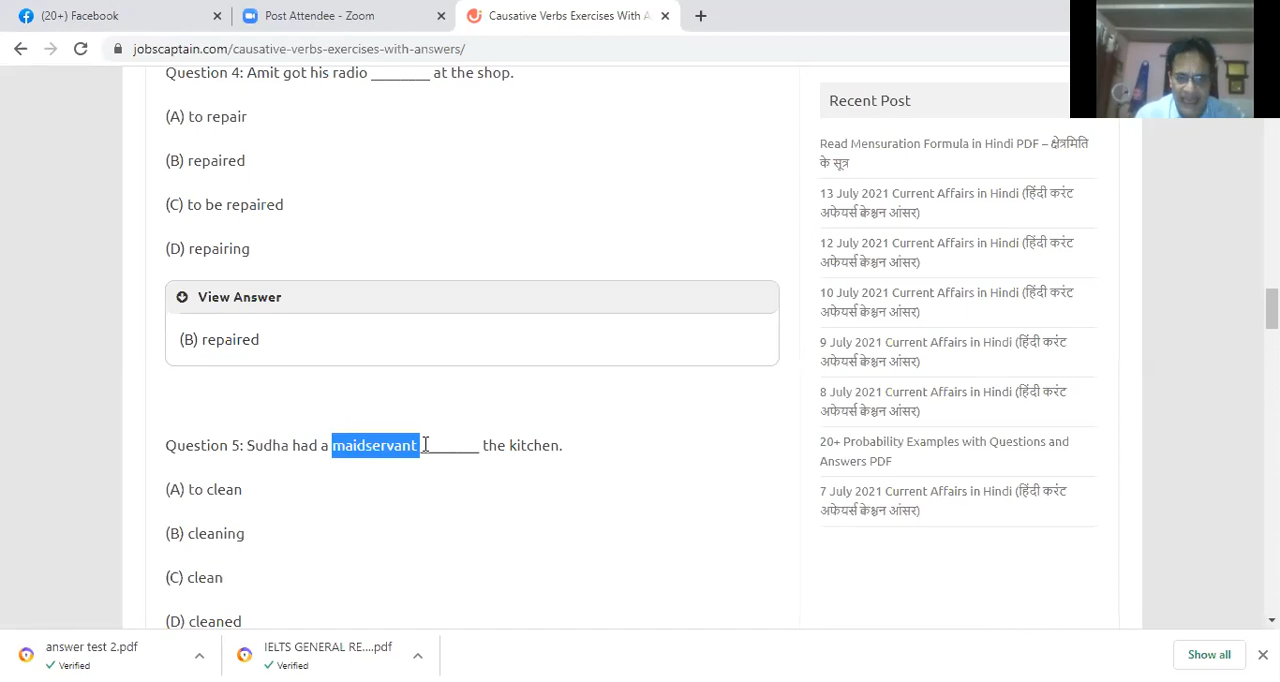 (20+) Facebook
Post Attendee - Zoom
Causative Verbs Exercises With A
jobscaptain.com/causative-verbs-exercises-with-answers/
Question 4: Amit got his radio ________ at the shop.
(A) to repair
(B) repaired
(C) to be repaired
(D) repairing
View Answer
(B) repaired
Question 5: Sudha had a maidservant ________ the kitchen.
(A) to clean
(B) cleaning
(C) clean
(D) cleaned
Recent Post
Read Mensuration Formula in Hindi PDF – क्षेत्रमिति
के सूत्र
13 July 2021 Current Affairs in Hindi (हिंदी करंट
अफेयर्स क्वेश्चन आंसर)
12 July 2021 Current Affairs in Hindi (हिंदी करंट
अफेयर्स क्वेश्चन आंसर)
10 July 2021 Current Affairs in Hindi (हिंदी करंट
अफेयर्स क्वेश्चन आंसर)
9 July 2021 Current Affairs in Hindi (हिंदी करंट
अफेयर्स क्वेश्चन आंसर)
8 July 2021 Current Affairs in Hindi (हिंदी करंट
अफेयर्स क्वेश्चन आंसर)
20+ Probability Examples with Questions and
Answers PDF
7 July 2021 Current Affairs in Hindi (हिंदी करंट
अफेयर्स क्वेश्चन आंसर)
answer test 2.pdf
Verified
IELTS GENERAL RE....pdf
Verified
Show all